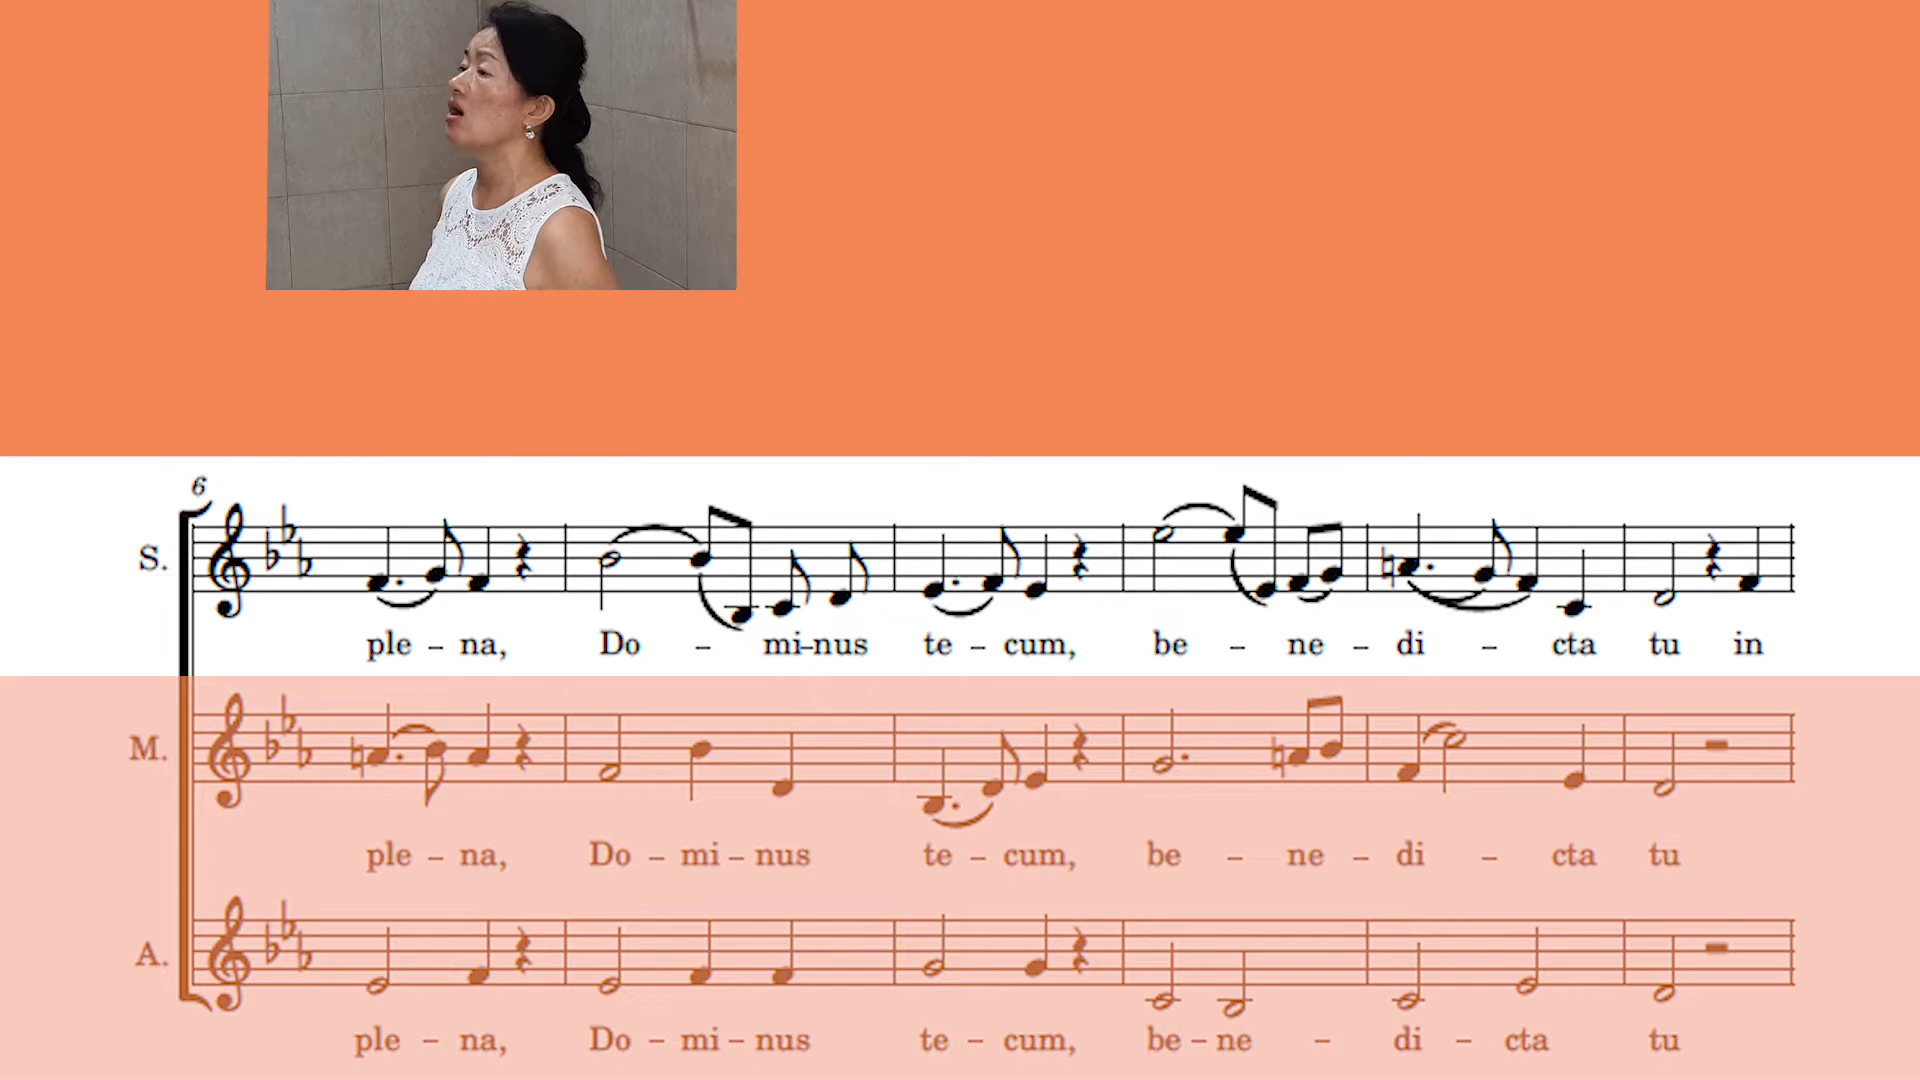 6
S.
ple – na, Do – mi–nus te – cum, be – ne – di – cta tu in
M.
ple – na, Do – mi – nus te – cum, be – ne – di – cta tu
A.
ple – na, Do – mi – nus te – cum, be – ne – di – cta tu